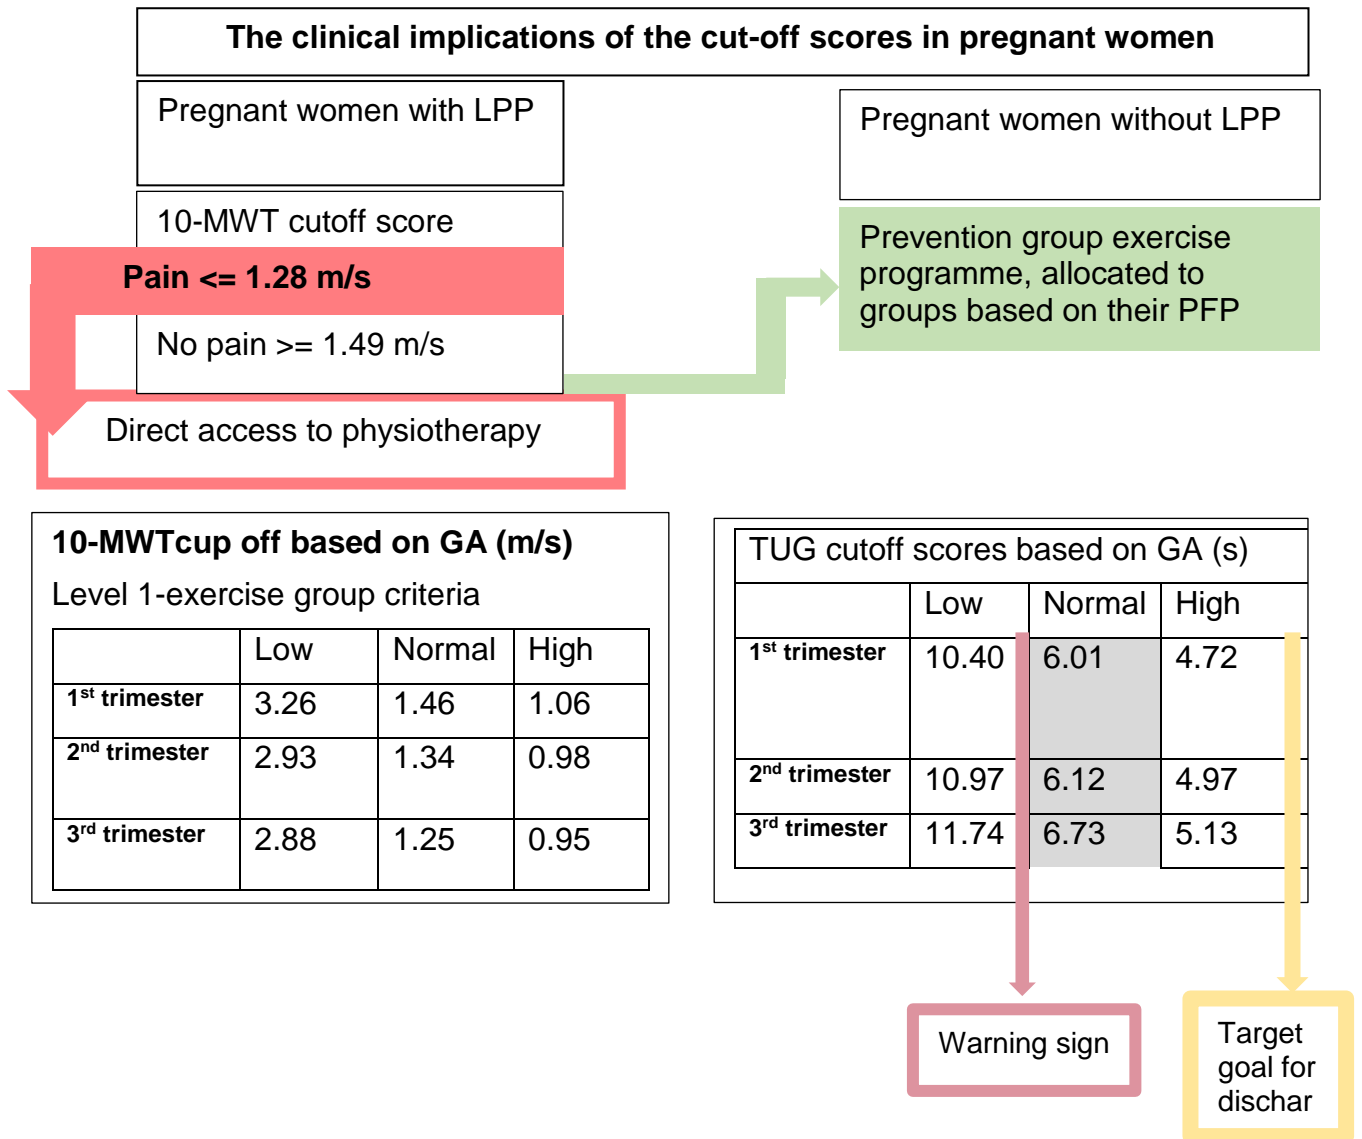 The clinical implications of the cut-off scores in pregnant women
Pregnant women with LPP
Pregnant women without LPP
10-MWT cutoff score
Pain <= 1.28 m/s
No pain >= 1.49 m/s
Prevention group exercise
programme, allocated to
groups based on their PFP
Direct access to physiotherapy
10-MWTcup off based on GA (m/s)
Level 1-exercise group criteria
Low Normal High
1st trimester 3.26 1.46 1.06
2nd trimester 2.93 1.34 0.98
3rd trimester 2.88 1.25 0.95
TUG cutoff scores based on GA (s)
Low Normal High
1st trimester 10.40 6.01 4.72
2nd trimester 10.97 6.12 4.97
3rd trimester 11.74 6.73 5.13
Warning sign
Target
goal for
dischar